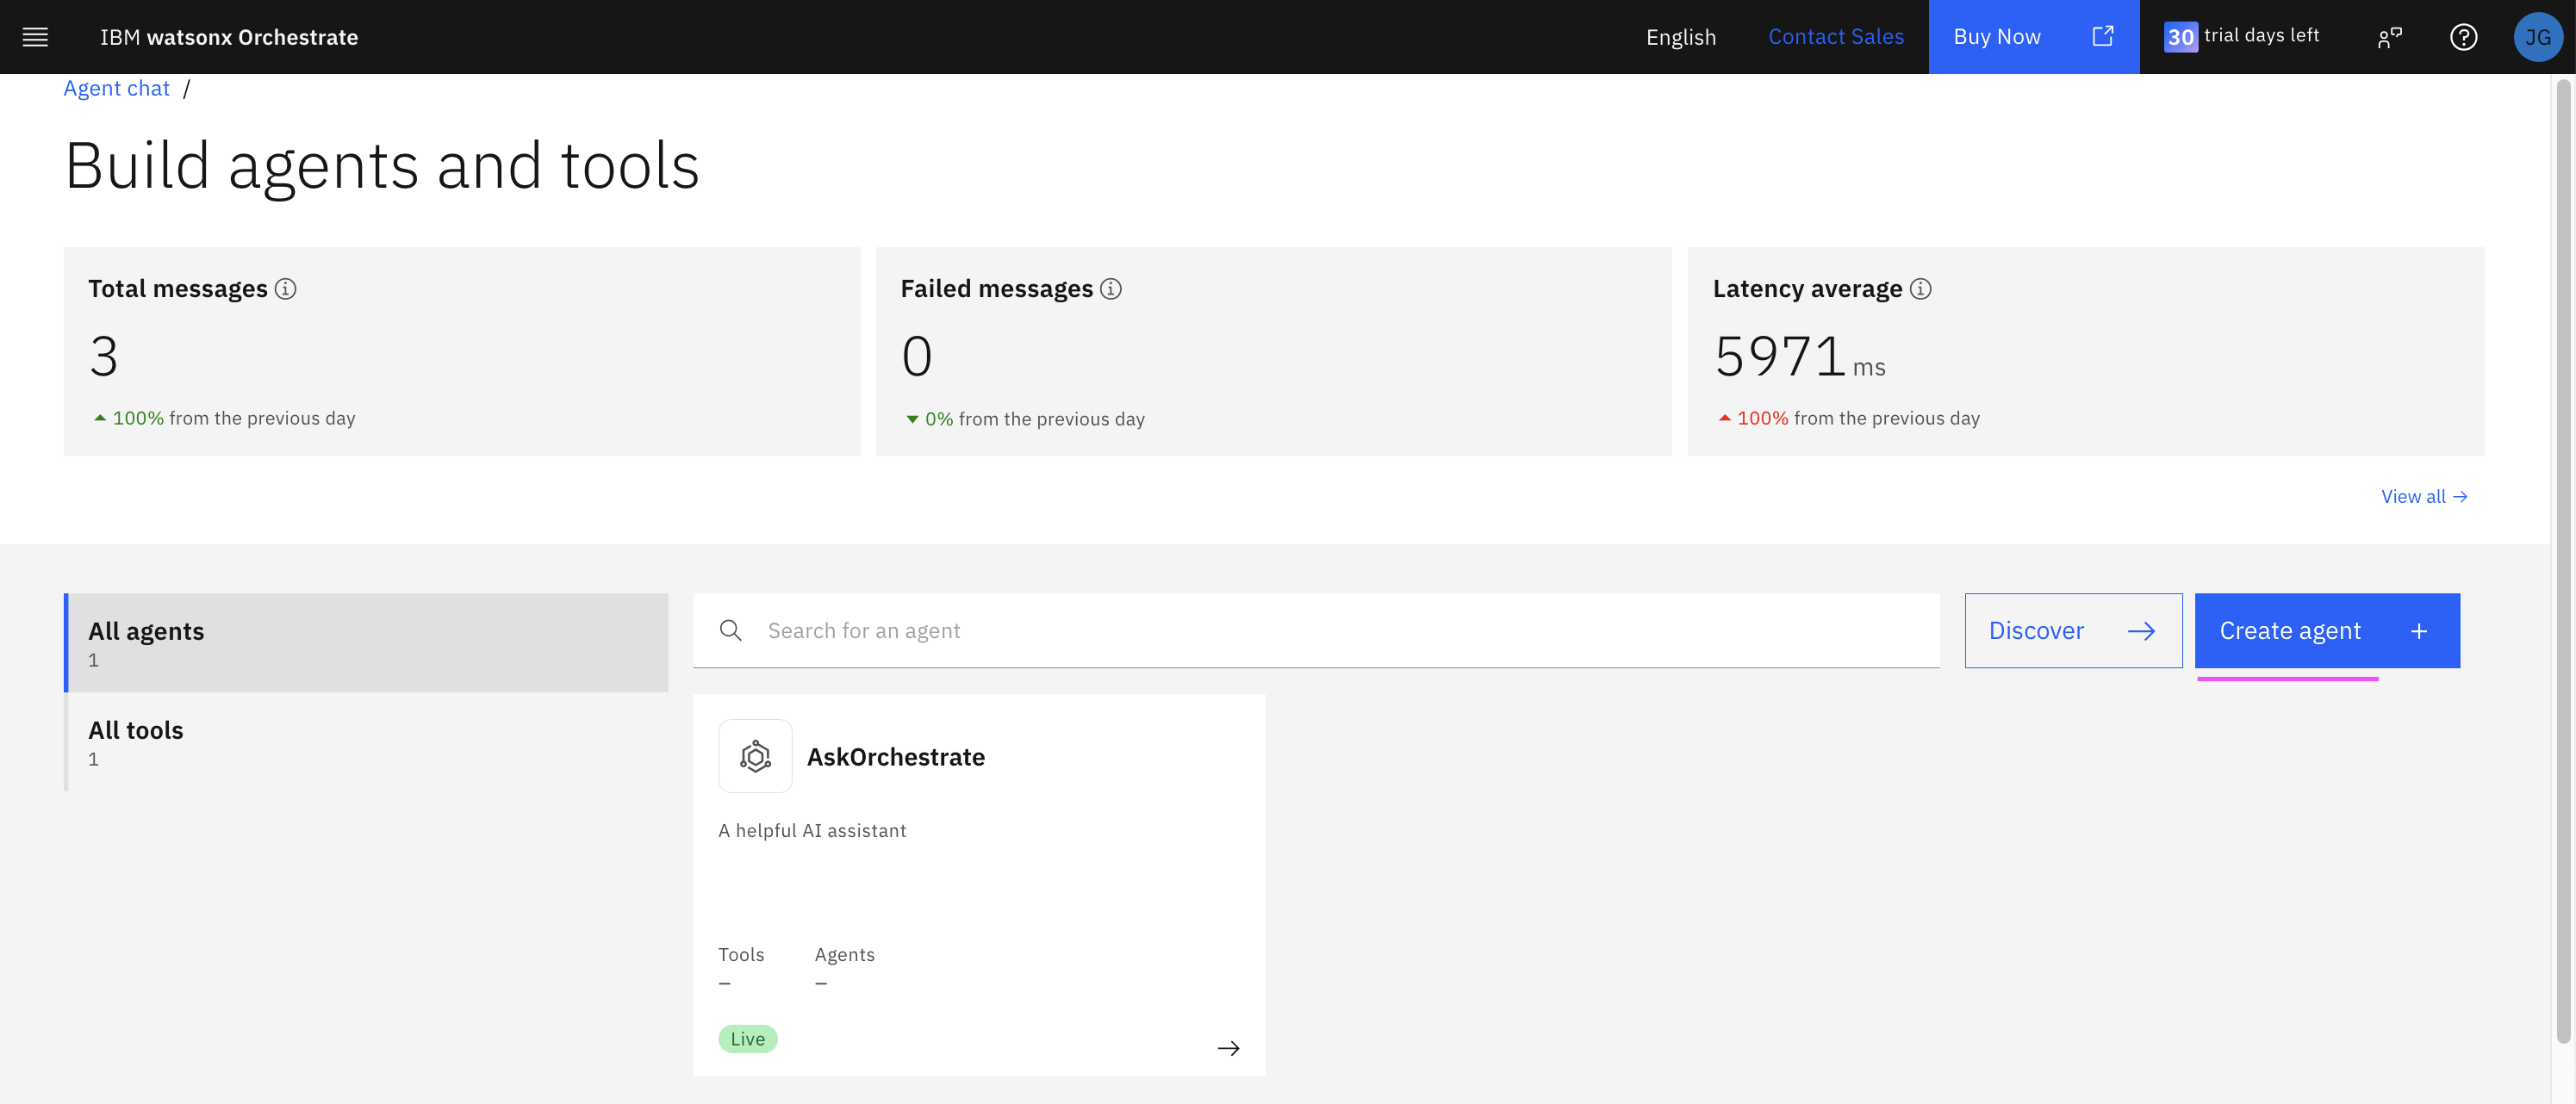 IBM watsonx Orchestrate
English
Contact Sales
Buy Now
30 trial days left
JG
Agent chat /
Build agents and tools
Total messages
3
100% from the previous day
Failed messages
0
0% from the previous day
Latency average
5971 ms
100% from the previous day
View all
All agents
1
All tools
1
Search for an agent
Discover
Create agent
AskOrchestrate
A helpful AI assistant
Tools
–
Agents
–
Live